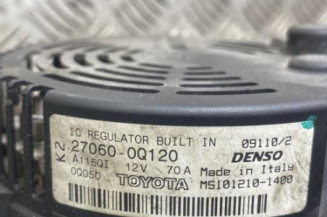 IC REGULATOR BUILT IN 09110/2
K2 27060-0Q120 DENSO
A115QI 12V 70A Made in Italy
0Q950 TOYOTA MS101210-1400